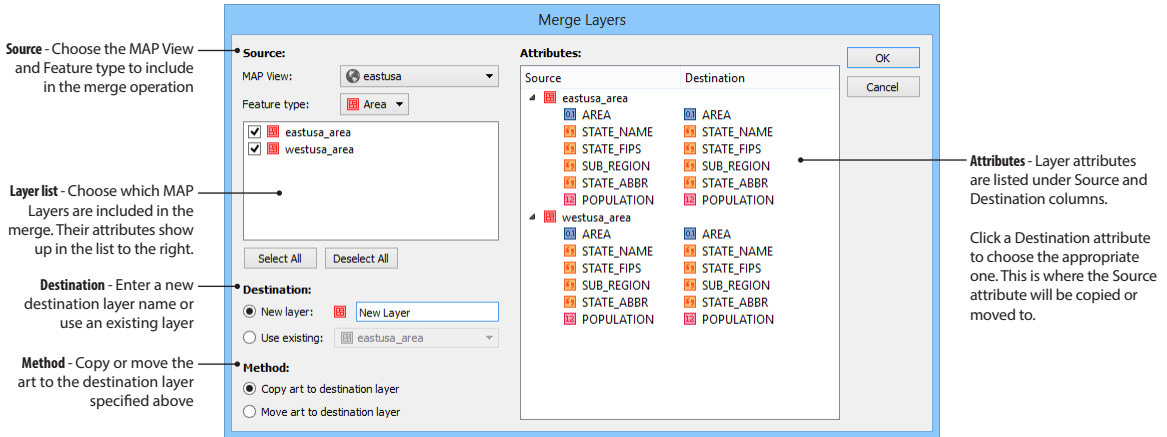 Merge Layers
Source - Choose the MAP View
and Feature type to include
in the merge operation
Layer list - Choose which MAP
Layers are included in the
merge. Their attributes show
up in the list to the right.
Destination - Enter a new
destination layer name or
use an existing layer
Method - Copy or move the
art to the destination layer
specified above
Source:
MAP View: eastusa
Feature type: Area
eastusa_area
westusa_area
Select All Deselect All
Destination:
New layer: New Layer
Use existing: eastusa_area
Method:
Copy art to destination layer
Move art to destination layer
Attributes:
Source Destination
eastusa_area
0.1 AREA 0.1 AREA
STATE_NAME STATE_NAME
STATE_FIPS STATE_FIPS
SUB_REGION SUB_REGION
STATE_ABBR STATE_ABBR
12 POPULATION 12 POPULATION
westusa_area
0.1 AREA 0.1 AREA
STATE_NAME STATE_NAME
STATE_FIPS STATE_FIPS
SUB_REGION SUB_REGION
STATE_ABBR STATE_ABBR
12 POPULATION 12 POPULATION
OK
Cancel
Attributes - Layer attributes
are listed under Source and
Destination columns.
Click a Destination attribute
to choose the appropriate
one. This is where the Source
attribute will be copied or
moved to.